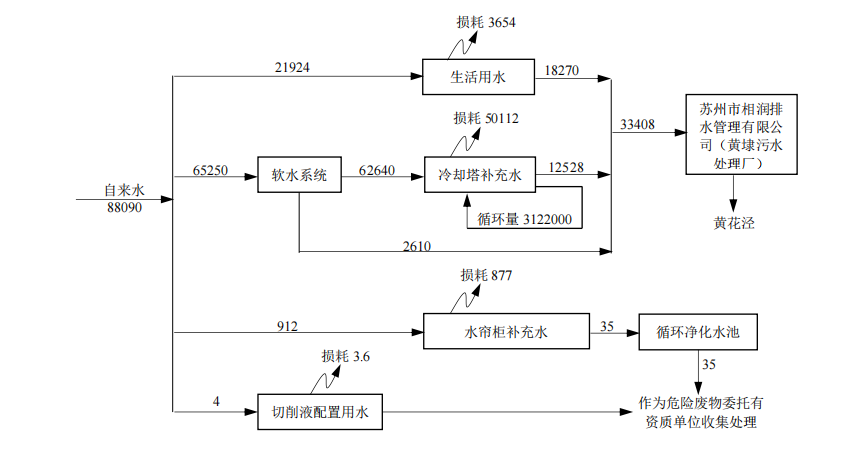 损耗 3654
21924
生活用水
18270
苏州市相润排
水管理有限公
司（黄埭污水
处理厂）
33408
损耗 50112
65250
软水系统
62640
冷却塔补充水
12528
自来水
88090
循环量 3122000
黄花泾
2610
损耗 877
912
水帘柜补充水
35
循环净化水池
损耗 3.6
35
4
切削液配置用水
作为危险废物委托有
资质单位收集处理